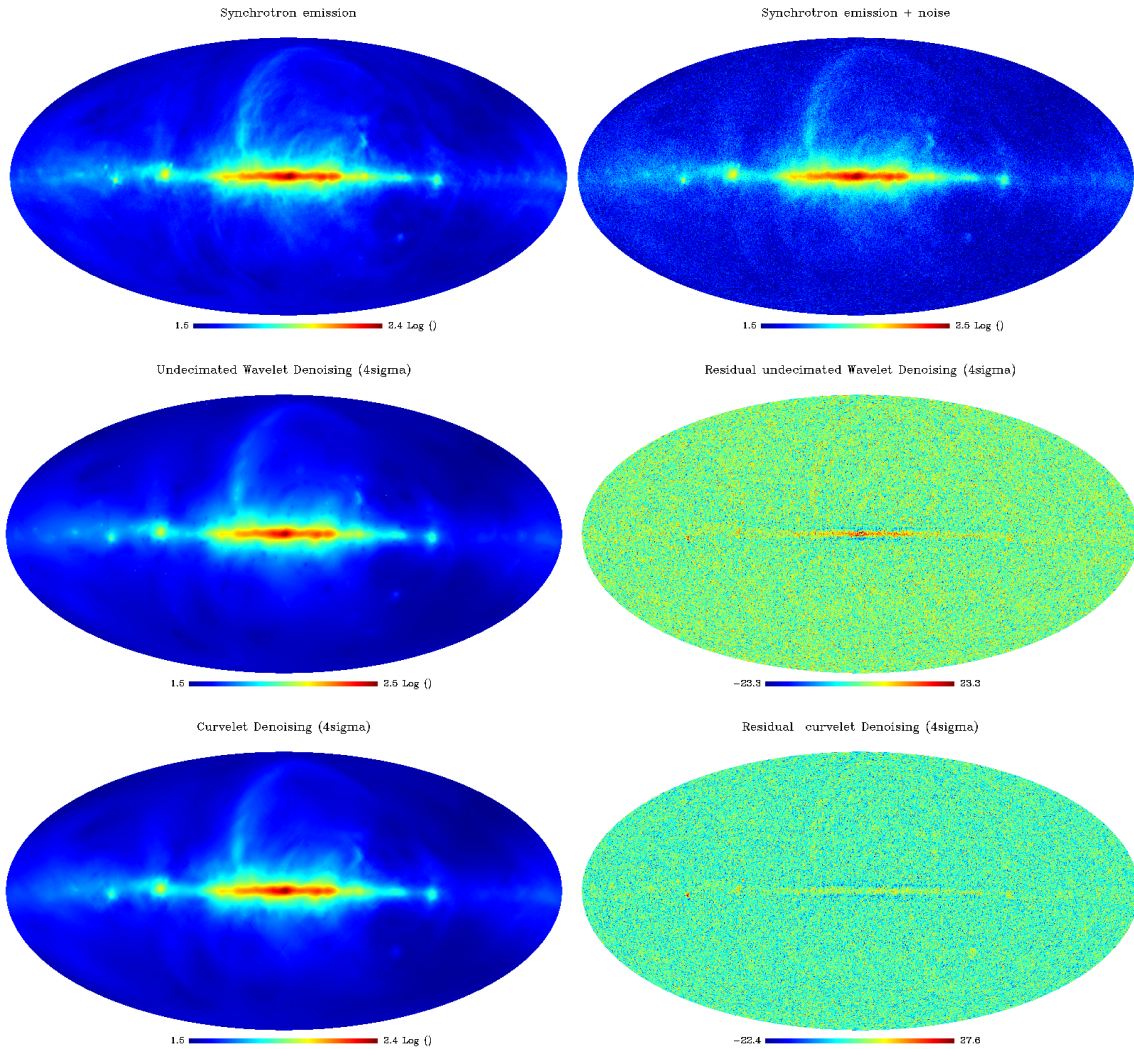 Synchrotron emission
Synchrotron emission + noise
1.5 2.4 Log ()
1.5 2.5 Log ()
Undecimated Wavelet Denoising (4sigma)
Residual undecimated Wavelet Denoising (4sigma)
1.5 2.5 Log ()
−23.3 23.3
Curvelet Denoising (4sigma)
Residual curvelet Denoising (4sigma)
1.5 2.4 Log ()
−22.4 27.6